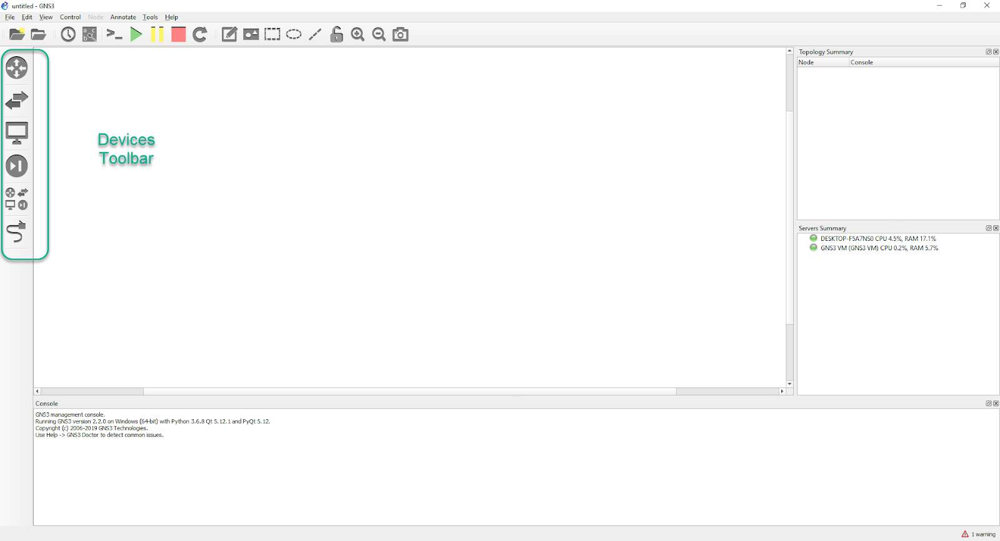 untitled - GNS3
File Edit View Control Node Annotate Tools Help
Devices
Toolbar
Topology Summary
Node Console
Servers Summary
DESKTOP-F5A7NS0 CPU 4.5%, RAM 17.1%
GNS3 VM (GNS3 VM) CPU 0.2%, RAM 5.7%
Console
GNS3 management console.
Running GNS3 version 2.2.0 on Windows (64-bit) with Python 3.6.8 Qt 5.12.1 and PyQt 5.12.
Copyright (c) 2006-2019 GNS3 Technologies.
Use Help -> GNS3 Doctor to detect common issues.
1 warning